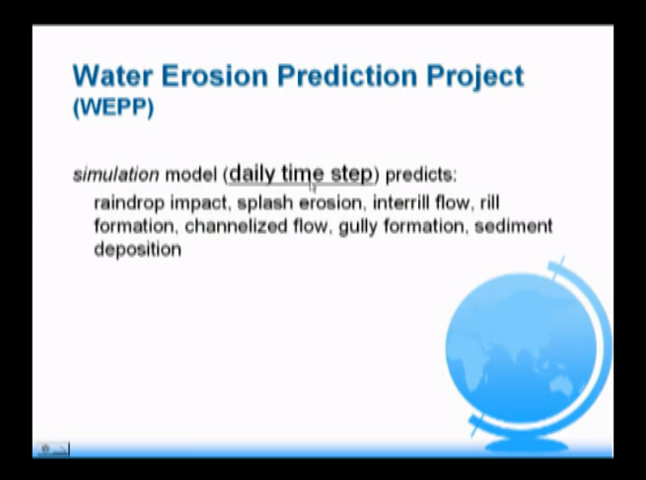 Water Erosion Prediction Project
(WEPP)
simulation model (daily time step) predicts:
raindrop impact, splash erosion, interrill flow, rill
formation, channelized flow, gully formation, sediment
deposition